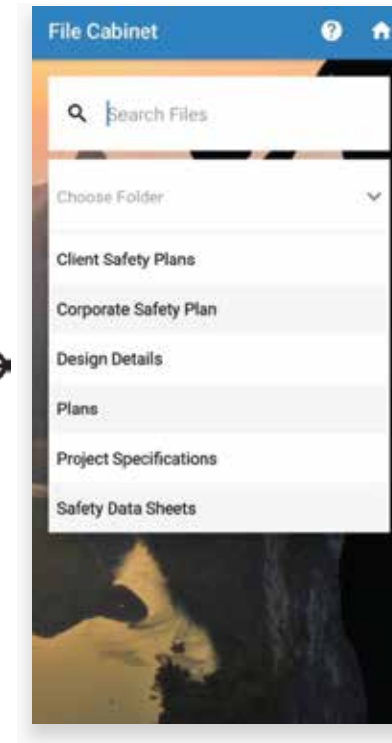 File Cabinet
Search Files
Choose Folder
Client Safety Plans
Corporate Safety Plan
Design Details
Plans
Project Specifications
Safety Data Sheets